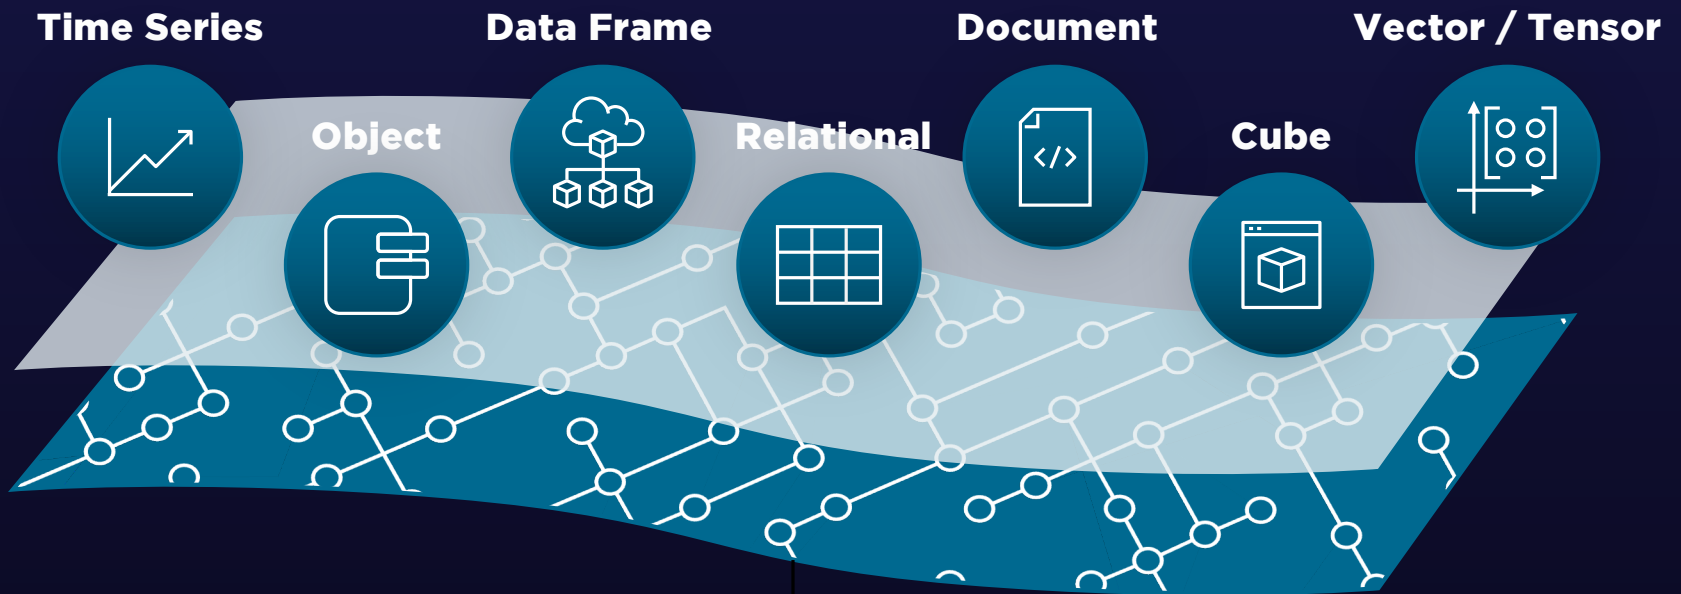 Time Series
Data Frame
Document
Vector / Tensor
Object
Relational
Cube
</>